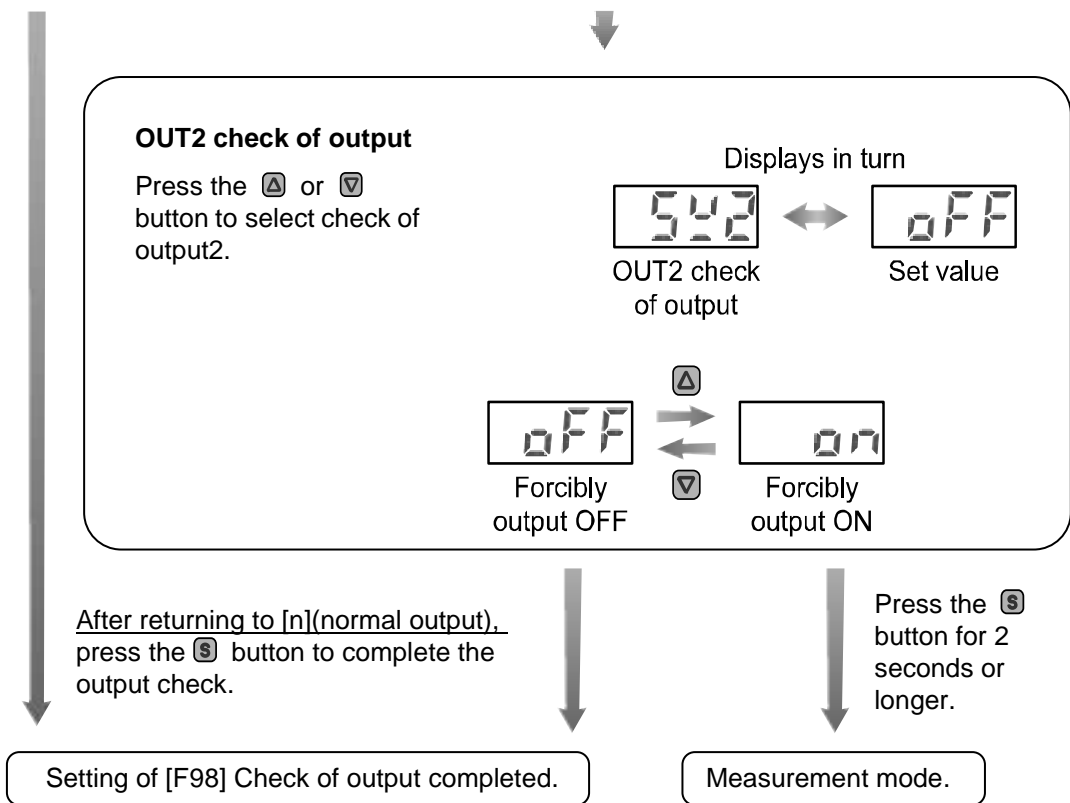 OUT2 check of output
Press the △ or ▽
button to select check of
output2.
Displays in turn
SW2
oFF
OUT2 check
of output
Set value
△
oFF
on
▽
Forcibly
output OFF
Forcibly
output ON
After returning to [n](normal output),
press the S button to complete the
output check.
Press the S
button for 2
seconds or
longer.
Setting of [F98] Check of output completed.
Measurement mode.